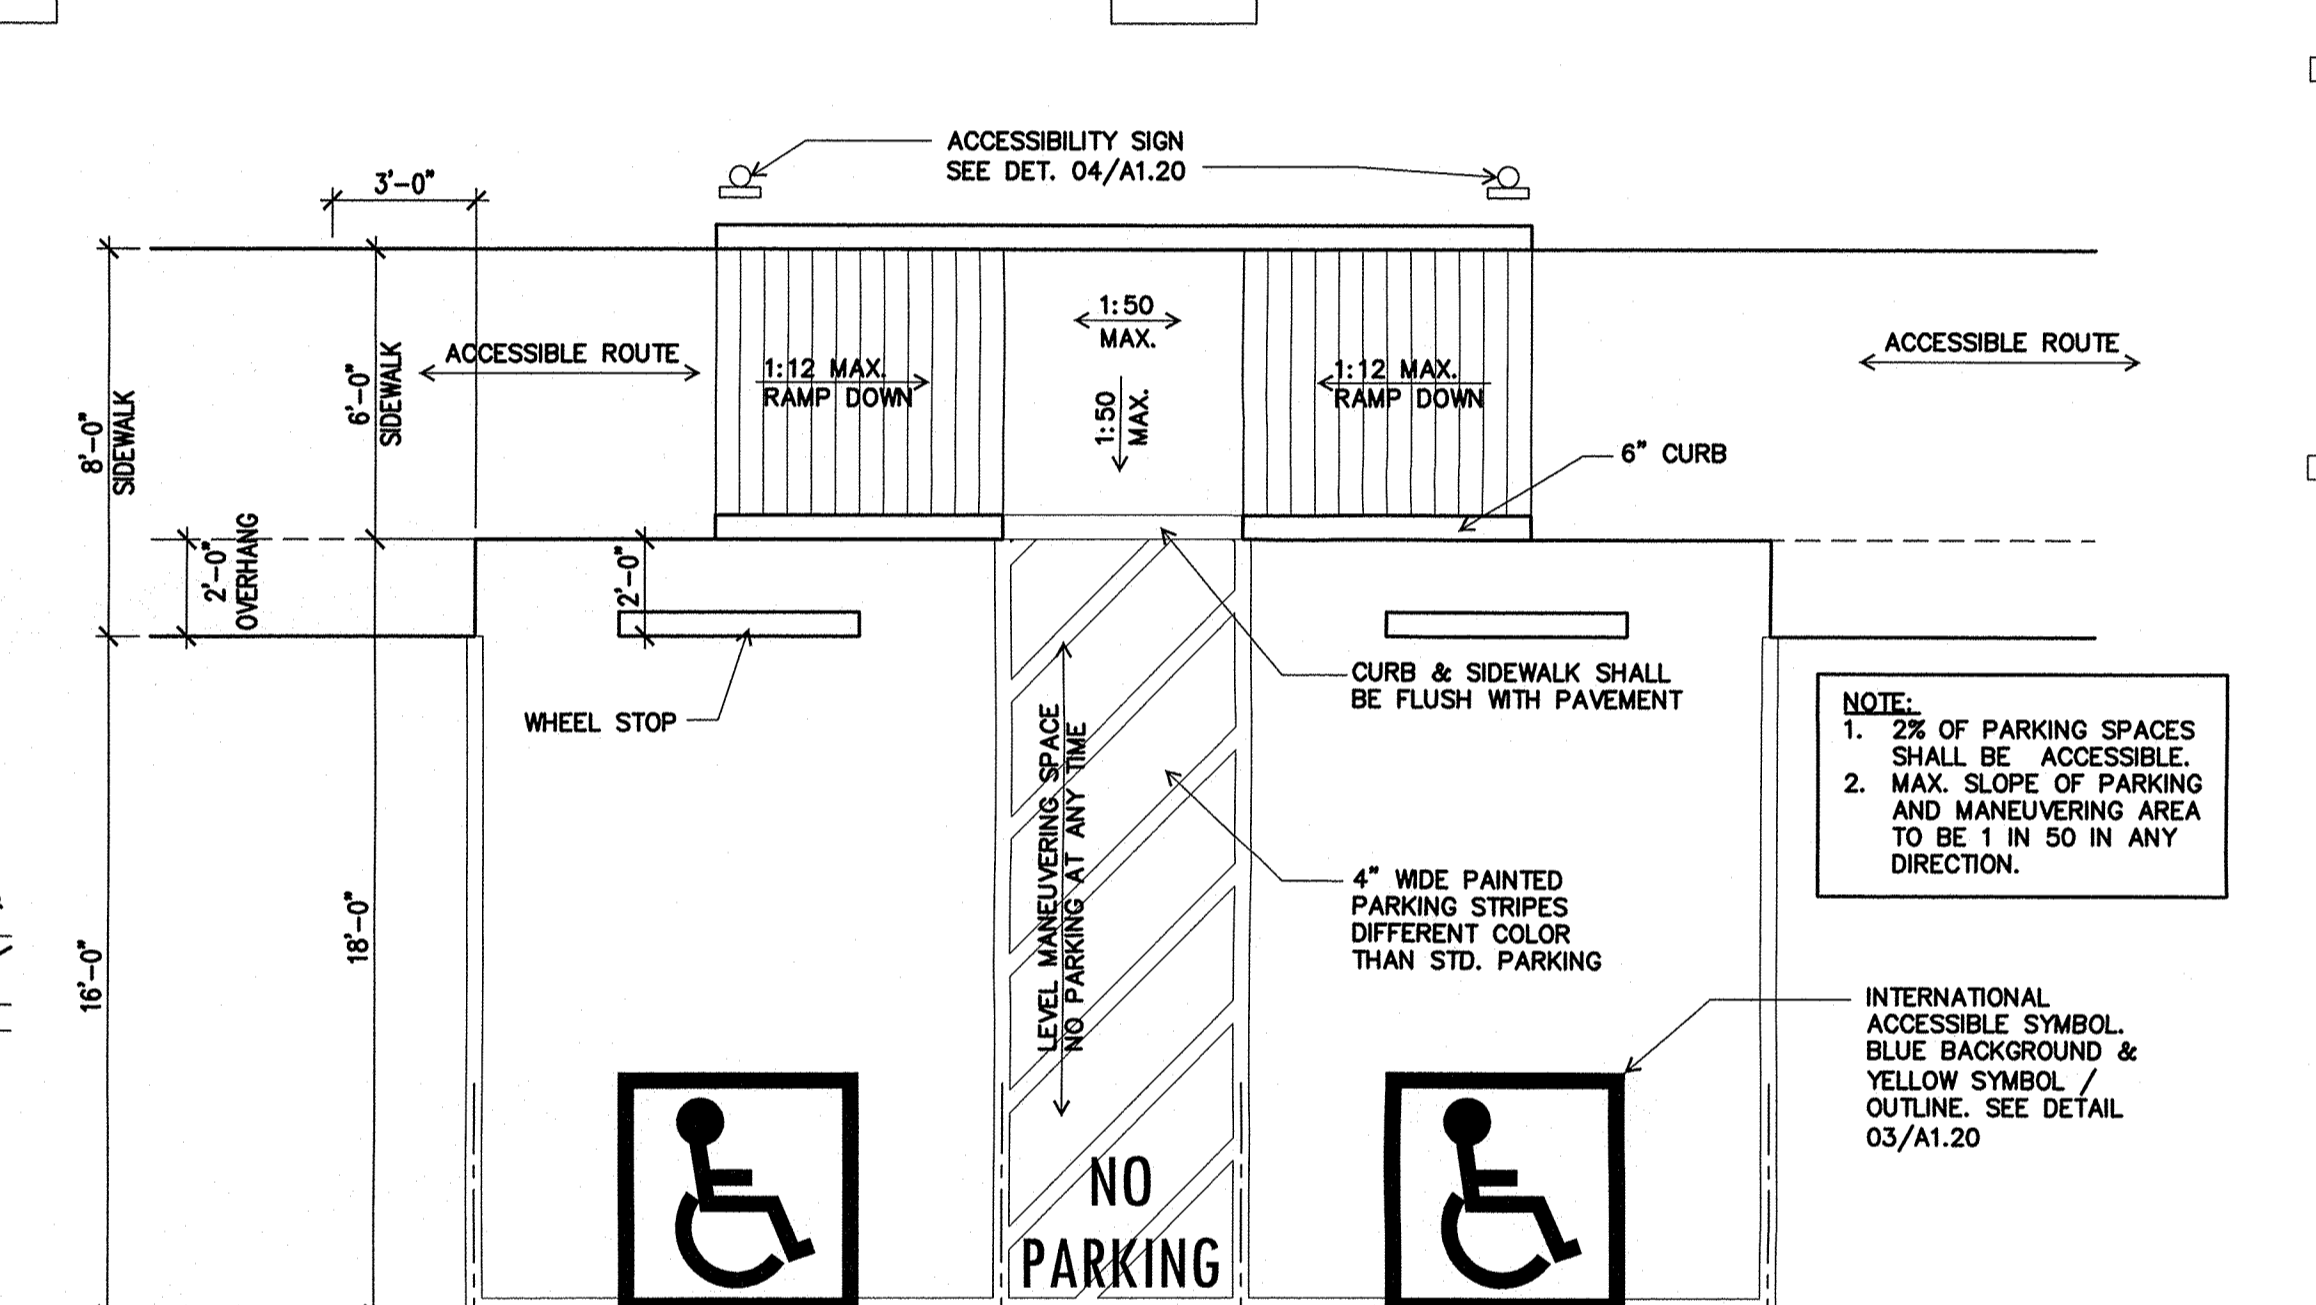 ACCESSIBILITY SIGN
SEE DET. 04/A1.20
3'-0"
1:50
MAX.
ACCESSIBLE ROUTE
ACCESSIBLE ROUTE
1:12 MAX.
RAMP DOWN
1:12 MAX.
RAMP DOWN
1:50
MAX.
8'-0"
SIDEWALK
6'-0"
SIDEWALK
6" CURB
2'-0"
OVERHANG
2'-0"
WHEEL STOP
CURB & SIDEWALK SHALL
BE FLUSH WITH PAVEMENT
NOTE:
1. 2% OF PARKING SPACES
SHALL BE ACCESSIBLE.
2. MAX. SLOPE OF PARKING
AND MANEUVERING AREA
TO BE 1 IN 50 IN ANY
DIRECTION.
LEVEL MANEUVERING SPACE
NO PARKING AT ANY TIME
4" WIDE PAINTED
PARKING STRIPES
DIFFERENT COLOR
THAN STD. PARKING
16'-0"
18'-0"
INTERNATIONAL
ACCESSIBLE SYMBOL.
BLUE BACKGROUND &
YELLOW SYMBOL /
OUTLINE. SEE DETAIL
03/A1.20
NO
PARKING